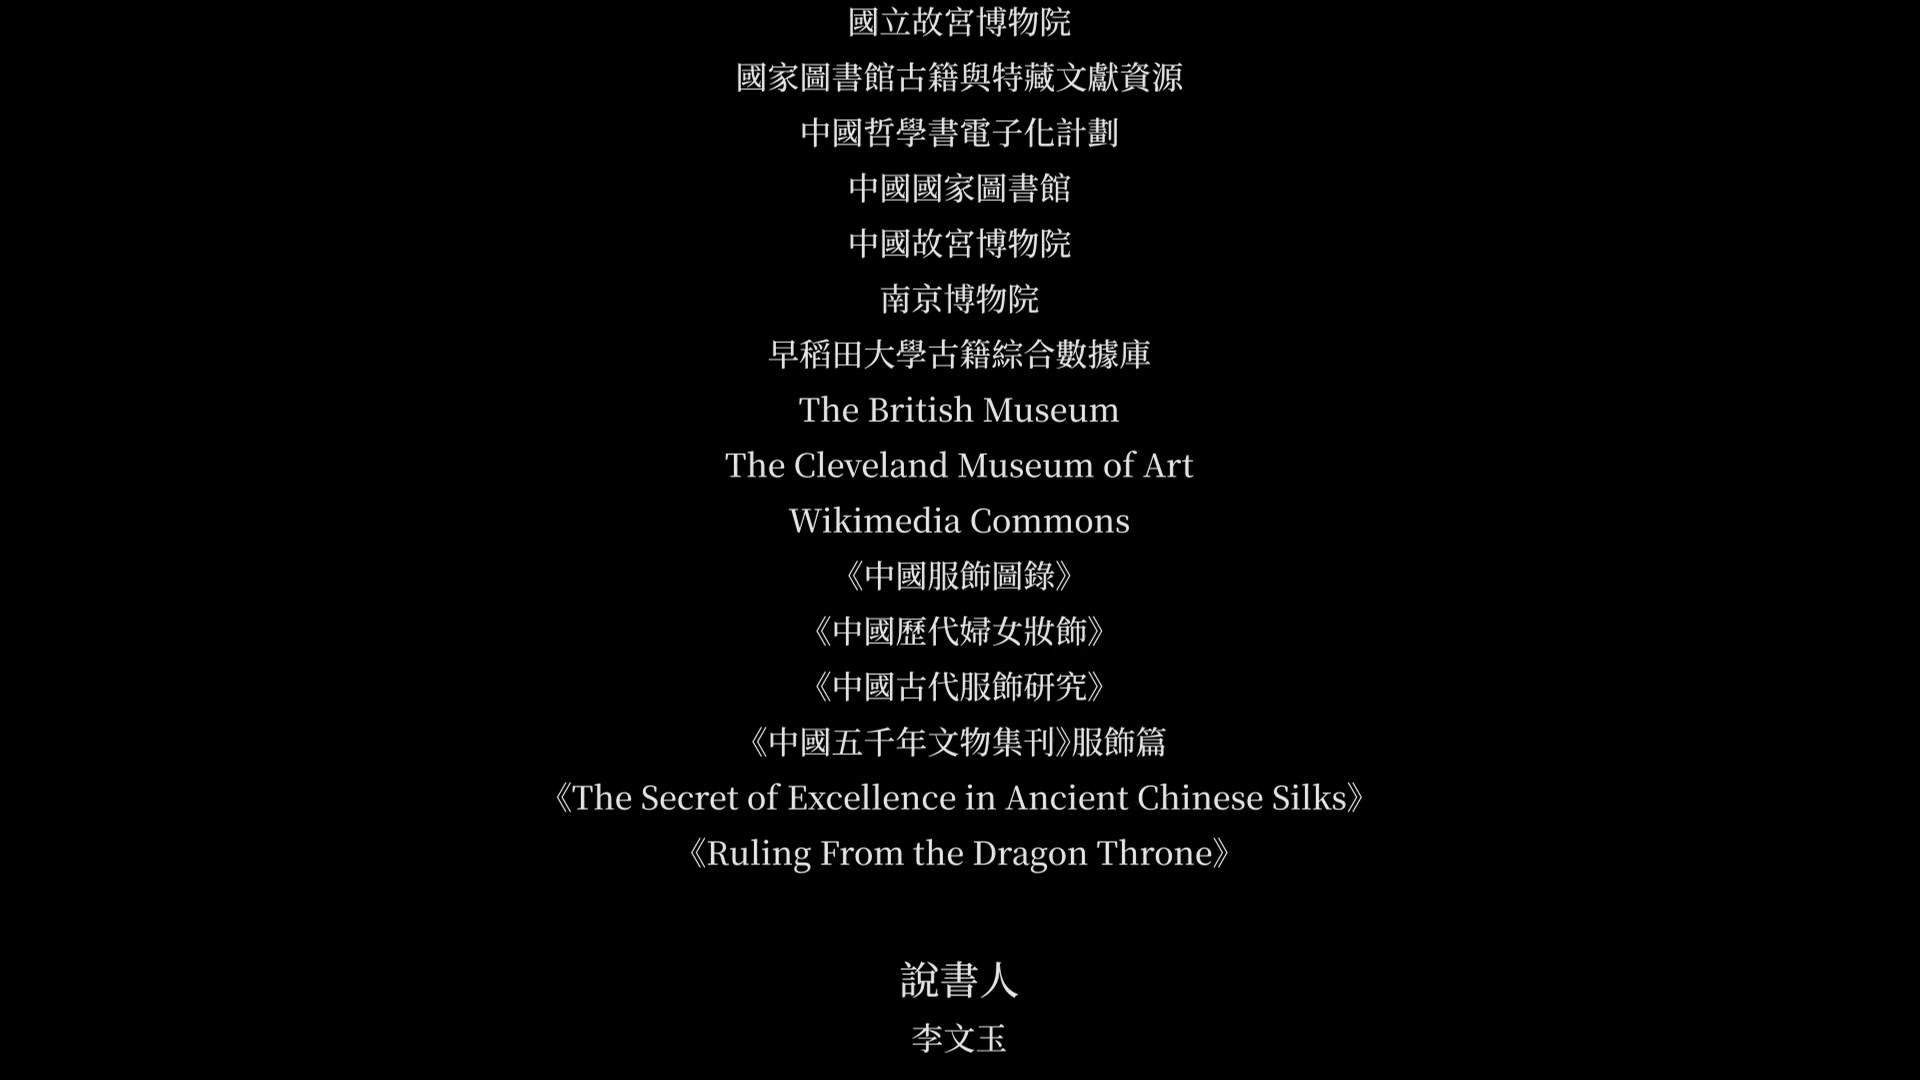 國立故宮博物院
國家圖書館古籍與特藏文獻資源
中國哲學書電子化計劃
中國國家圖書館
中國故宮博物院
南京博物院
早稻田大學古籍綜合數據庫
The British Museum
The Cleveland Museum of Art
Wikimedia Commons
《中國服飾圖錄》
《中國歷代婦女妝飾》
《中國古代服飾研究》
《中國五千年文物集刊》服飾篇
《The Secret of Excellence in Ancient Chinese Silks》
《Ruling From the Dragon Throne》
說書人
李文玉